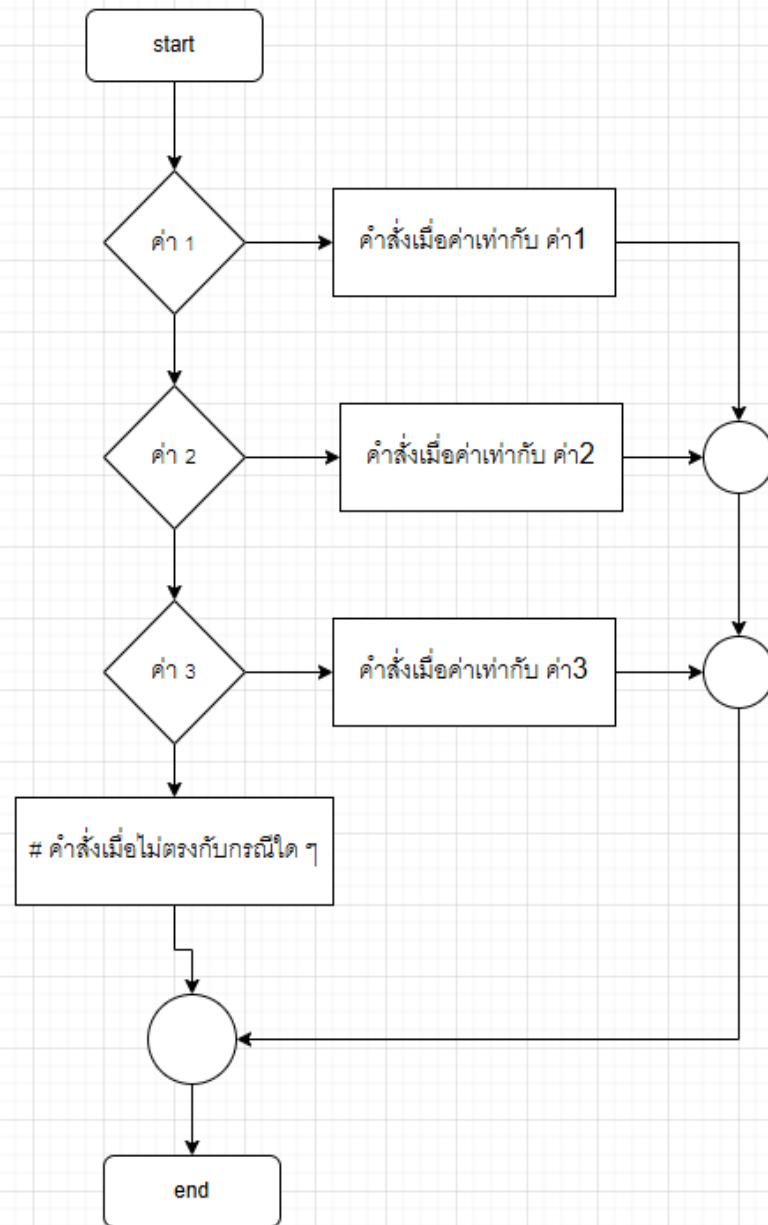 start
ค่า 1
คำสั่งเมื่อค่าเท่ากับ ค่า1
ค่า 2
คำสั่งเมื่อค่าเท่ากับ ค่า2
ค่า 3
คำสั่งเมื่อค่าเท่ากับ ค่า3
# คำสั่งเมื่อไม่ตรงกับกรณีใด ๆ
end